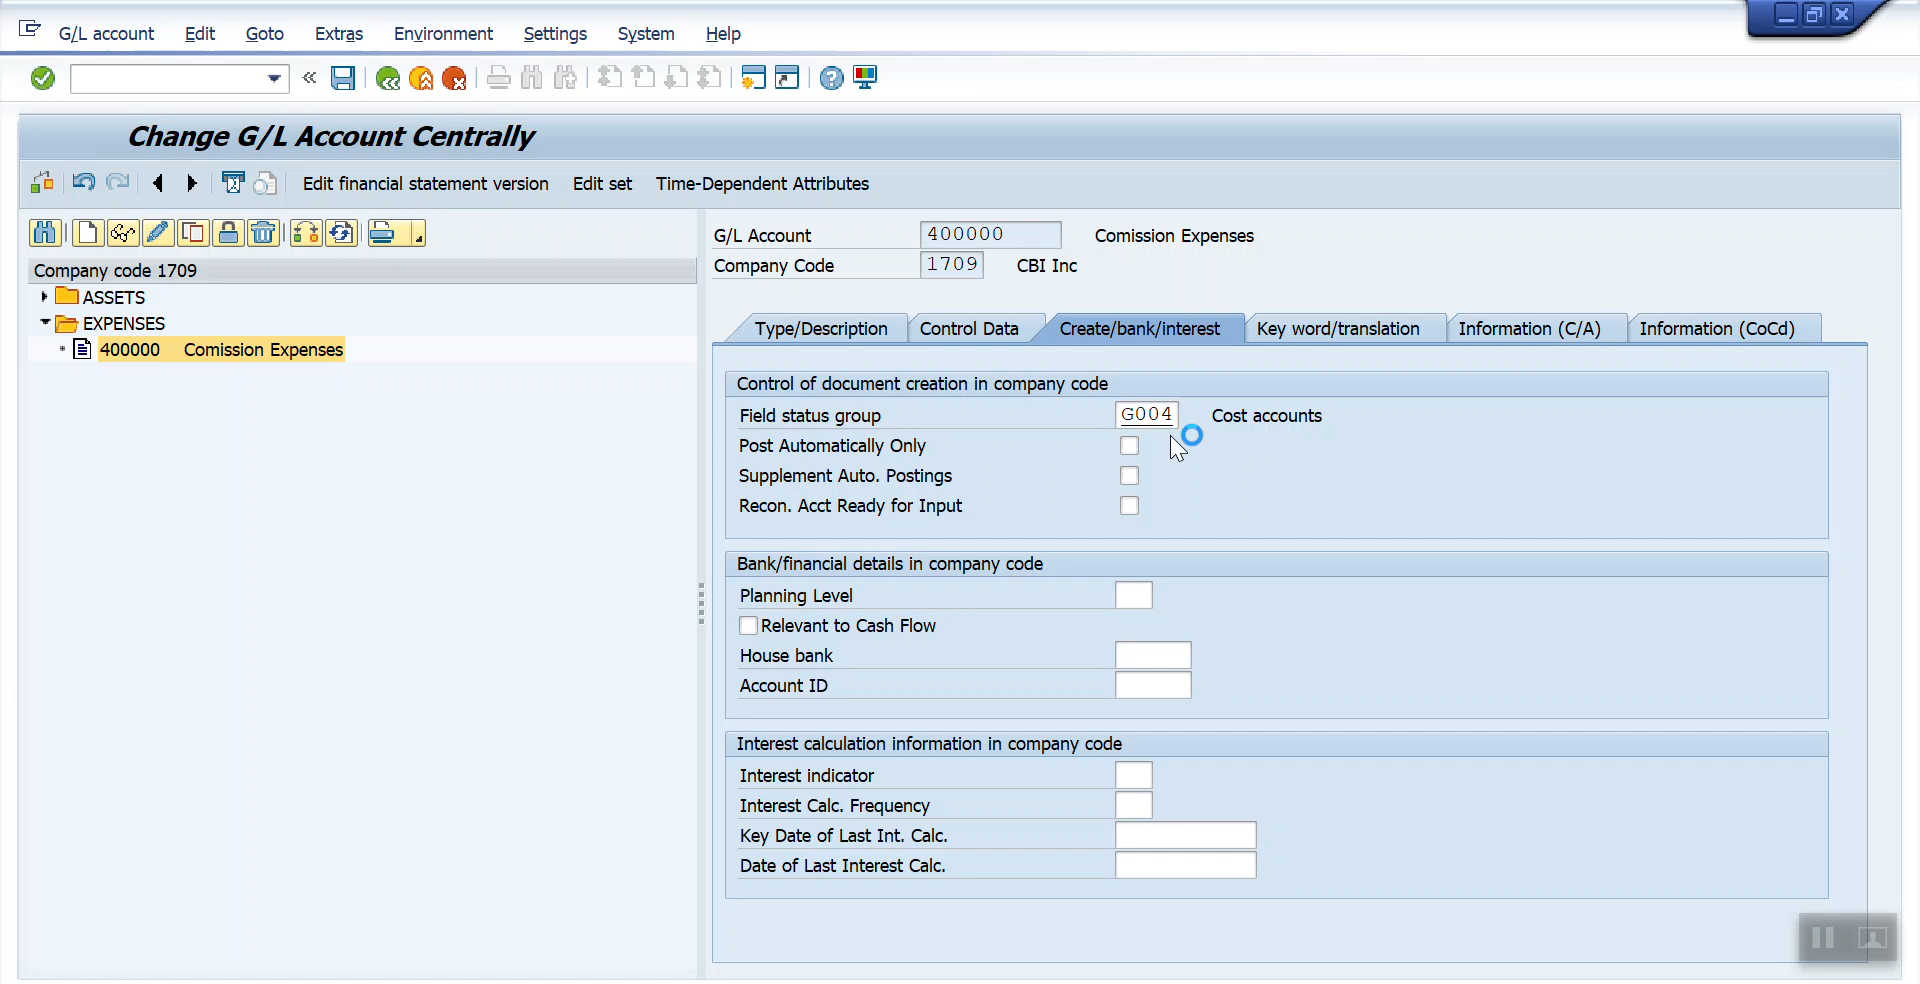 G/L account Edit Goto Extras Environment Settings System Help
Change G/L Account Centrally
Edit financial statement version Edit set Time-Dependent Attributes
Company code 1709
ASSETS
EXPENSES
400000 Comission Expenses
G/L Account 400000 Comission Expenses
Company Code 1709 CBI Inc
Type/Description Control Data Create/bank/interest Key word/translation Information (C/A) Information (CoCd)
Control of document creation in company code
Field status group G004 Cost accounts
Post Automatically Only
Supplement Auto. Postings
Recon. Acct Ready for Input
Bank/financial details in company code
Planning Level
Relevant to Cash Flow
House bank
Account ID
Interest calculation information in company code
Interest indicator
Interest Calc. Frequency
Key Date of Last Int. Calc.
Date of Last Interest Calc.